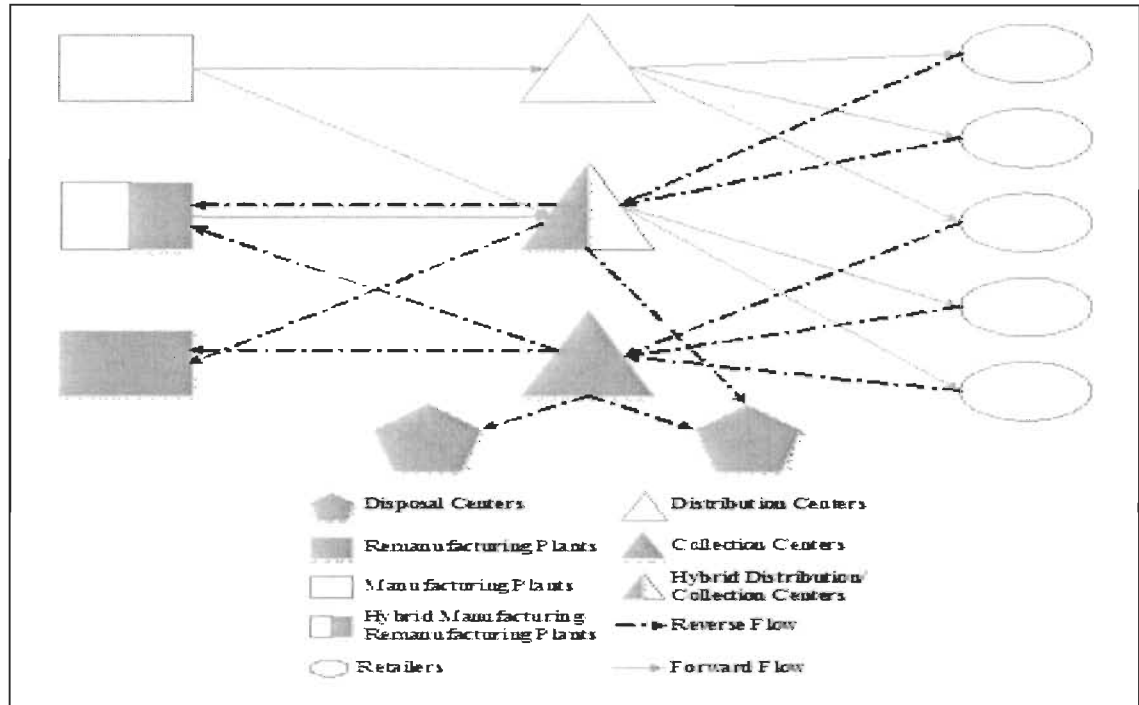 Disposal Centers
Distribution Centers
Remanufacturing Plants
Collection Centers
Manufacturing Plants
Hybrid Distribution/
Collection Centers
Hybrid Manufacturing
Remanufacturing Plants
Reverse Flow
Retailers
Forward Flow